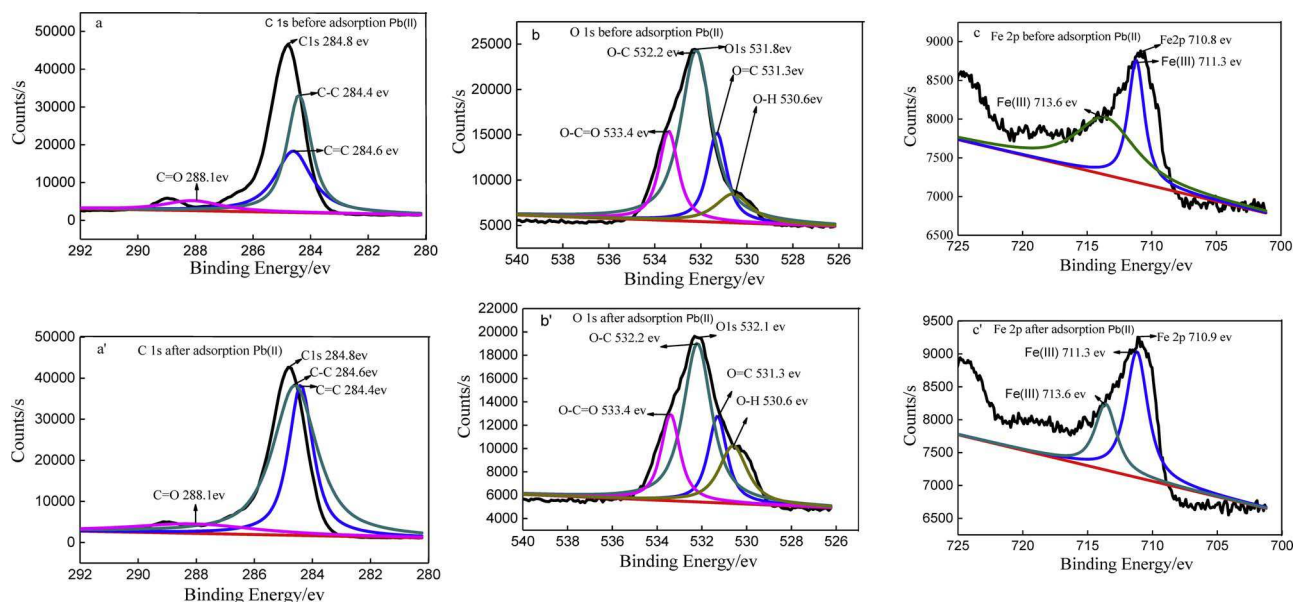 a
C 1s before adsorption Pb(II)
C1s 284.8 ev
C-C 284.4 ev
C=C 284.6 ev
C=O 288.1ev
50000
40000
30000
20000
10000
0
Counts/s
292 290 288 286 284 282 280
Binding Energy/ev
b
O 1s before adsorption Pb(II)
O-C 532.2 ev
O1s 531.8ev
O=C 531.3ev
O-H 530.6ev
O-C=O 533.4 ev
25000
20000
15000
10000
5000
Counts/s
540 538 536 534 532 530 528 526
Binding Energy/ev
c
Fe 2p before adsorption Pb(II)
Fe2p 710.8 ev
Fe(III) 711.3 ev
Fe(III) 713.6 ev
9000
8500
8000
7500
7000
6500
Counts/s
725 720 715 710 705 700
Binding Energy/ev
a'
C 1s after adsorption Pb(II)
C1s 284.8ev
C-C 284.6ev
C=C 284.4ev
C=O 288.1ev
50000
40000
30000
20000
10000
0
Counts/s
292 290 288 286 284 282 280
Binding Energy/ev
b'
O 1s after adsorption Pb(II)
O1s 532.1 ev
O-C 532.2 ev
O=C 531.3 ev
O-H 530.6 ev
O-C=O 533.4 ev
22000
20000
18000
16000
14000
12000
10000
8000
6000
4000
Counts/s
540 538 536 534 532 530 528 526
Binding Energy/ev
c'
Fe 2p after adsorption Pb(II)
Fe 2p 710.9 ev
Fe(III) 711.3 ev
Fe(III) 713.6 ev
9500
9000
8500
8000
7500
7000
6500
Counts/s
725 720 715 710 705 700
Binding Energy/ev